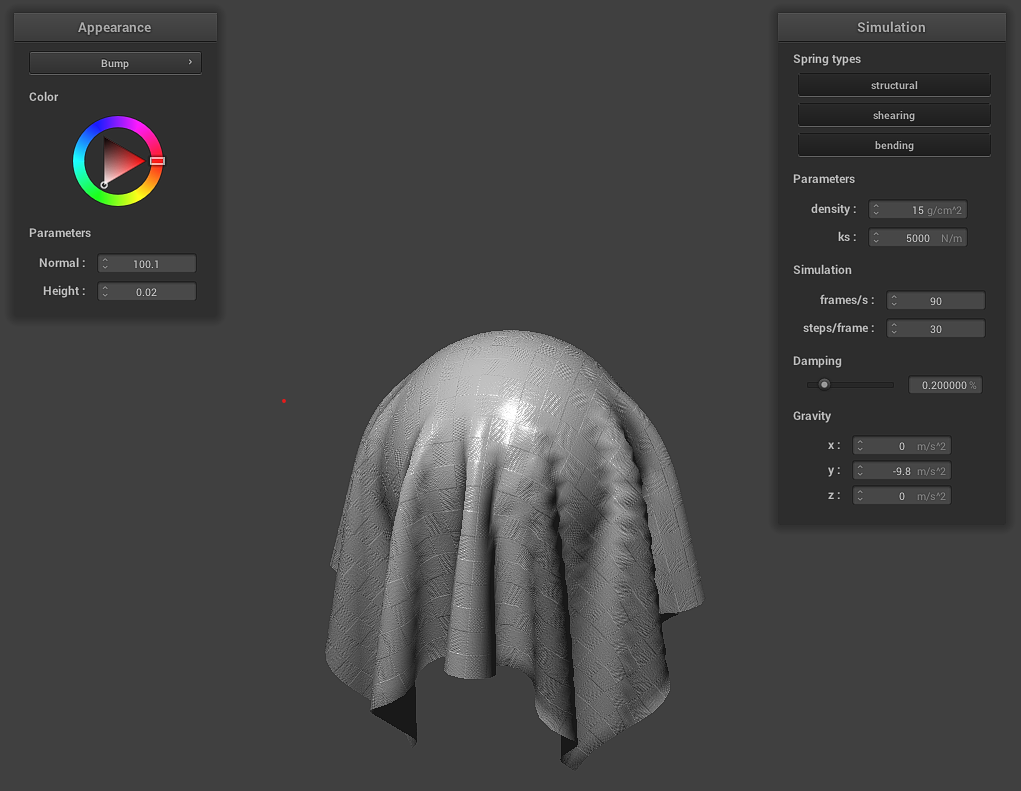 Appearance
Bump ›
Color
Parameters
Normal : 100.1
Height : 0.02
Simulation
Spring types
structural
shearing
bending
Parameters
density : 15 g/cm^2
ks : 5000 N/m
Simulation
frames/s : 90
steps/frame : 30
Damping
0.200000 %
Gravity
x : 0 m/s^2
y : -9.8 m/s^2
z : 0 m/s^2